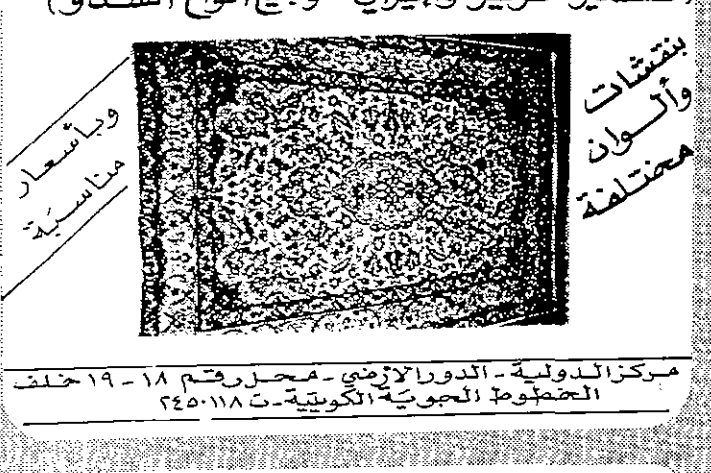 بنقشات
وألوان
مختلفة
وبأسعار
مناسبة
مركز الدولية - الدور الأرضي - محل رقم ١٨ - ١٩ خلف
الخطوط الجوية الكويتية - ت ٢٤٥٠١١٨